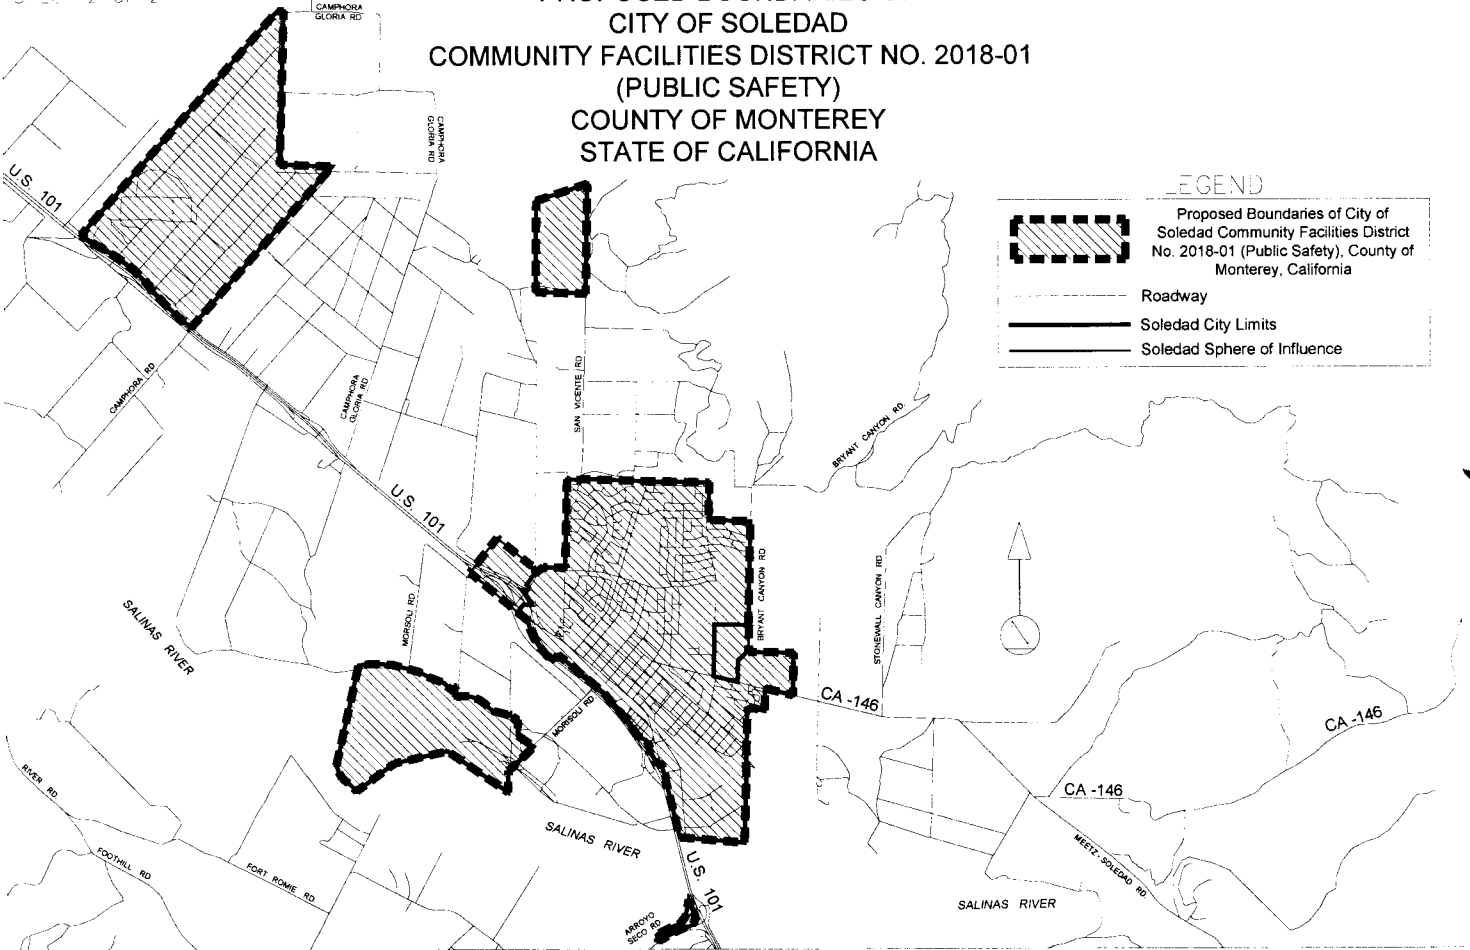 CITY OF SOLEDAD
COMMUNITY FACILITIES DISTRICT NO. 2018-01
(PUBLIC SAFETY)
COUNTY OF MONTEREY
STATE OF CALIFORNIA
LEGEND
Proposed Boundaries of City of
Soledad Community Facilities District
No. 2018-01 (Public Safety), County of
Monterey, California
Roadway
Soledad City Limits
Soledad Sphere of Influence
CAMPHORA
GLORIA RD
CAMPHORA
GLORIA RD
U.S. 101
CAMPHORA RD
CAMPHORA
GLORIA RD
SAN VICENTE RD
BRYANT CANYON RD.
U.S. 101
BRYANT CANYON RD
STONEWALL CANYON RD
SALINAS RIVER
MORSOLI RD.
MORISOLI RD
CA -146
CA -146
CA -146
RIVER RD
FOOTHILL RD
FORT ROMIE RD.
SALINAS RIVER
U.S. 101
ARROYO
SECO RD.
MEETZ-SOLEDAD RD.
SALINAS RIVER